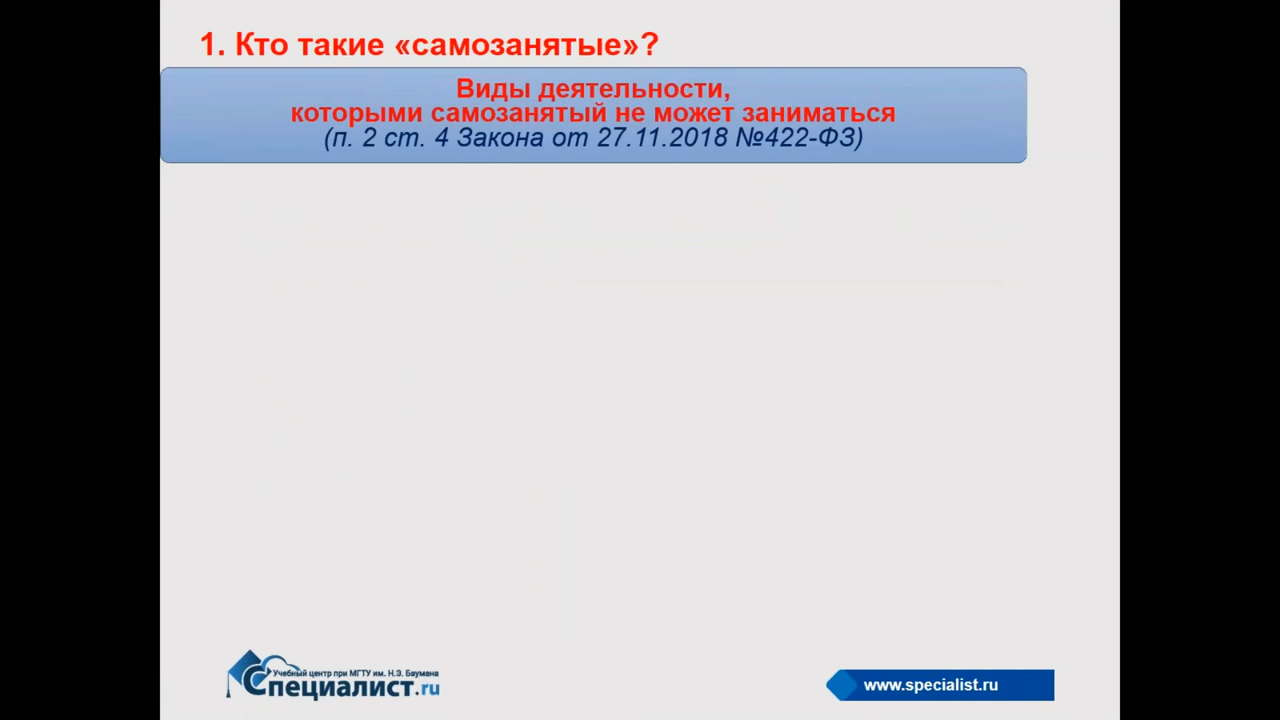 1. Кто такие «самозанятые»?
Виды деятельности,
которыми самозанятый не может заниматься
(п. 2 ст. 4 Закона от 27.11.2018 №422-ФЗ)
Учебный центр при МГТУ им. Н.Э. Баумана
Специалист.ru
www.specialist.ru